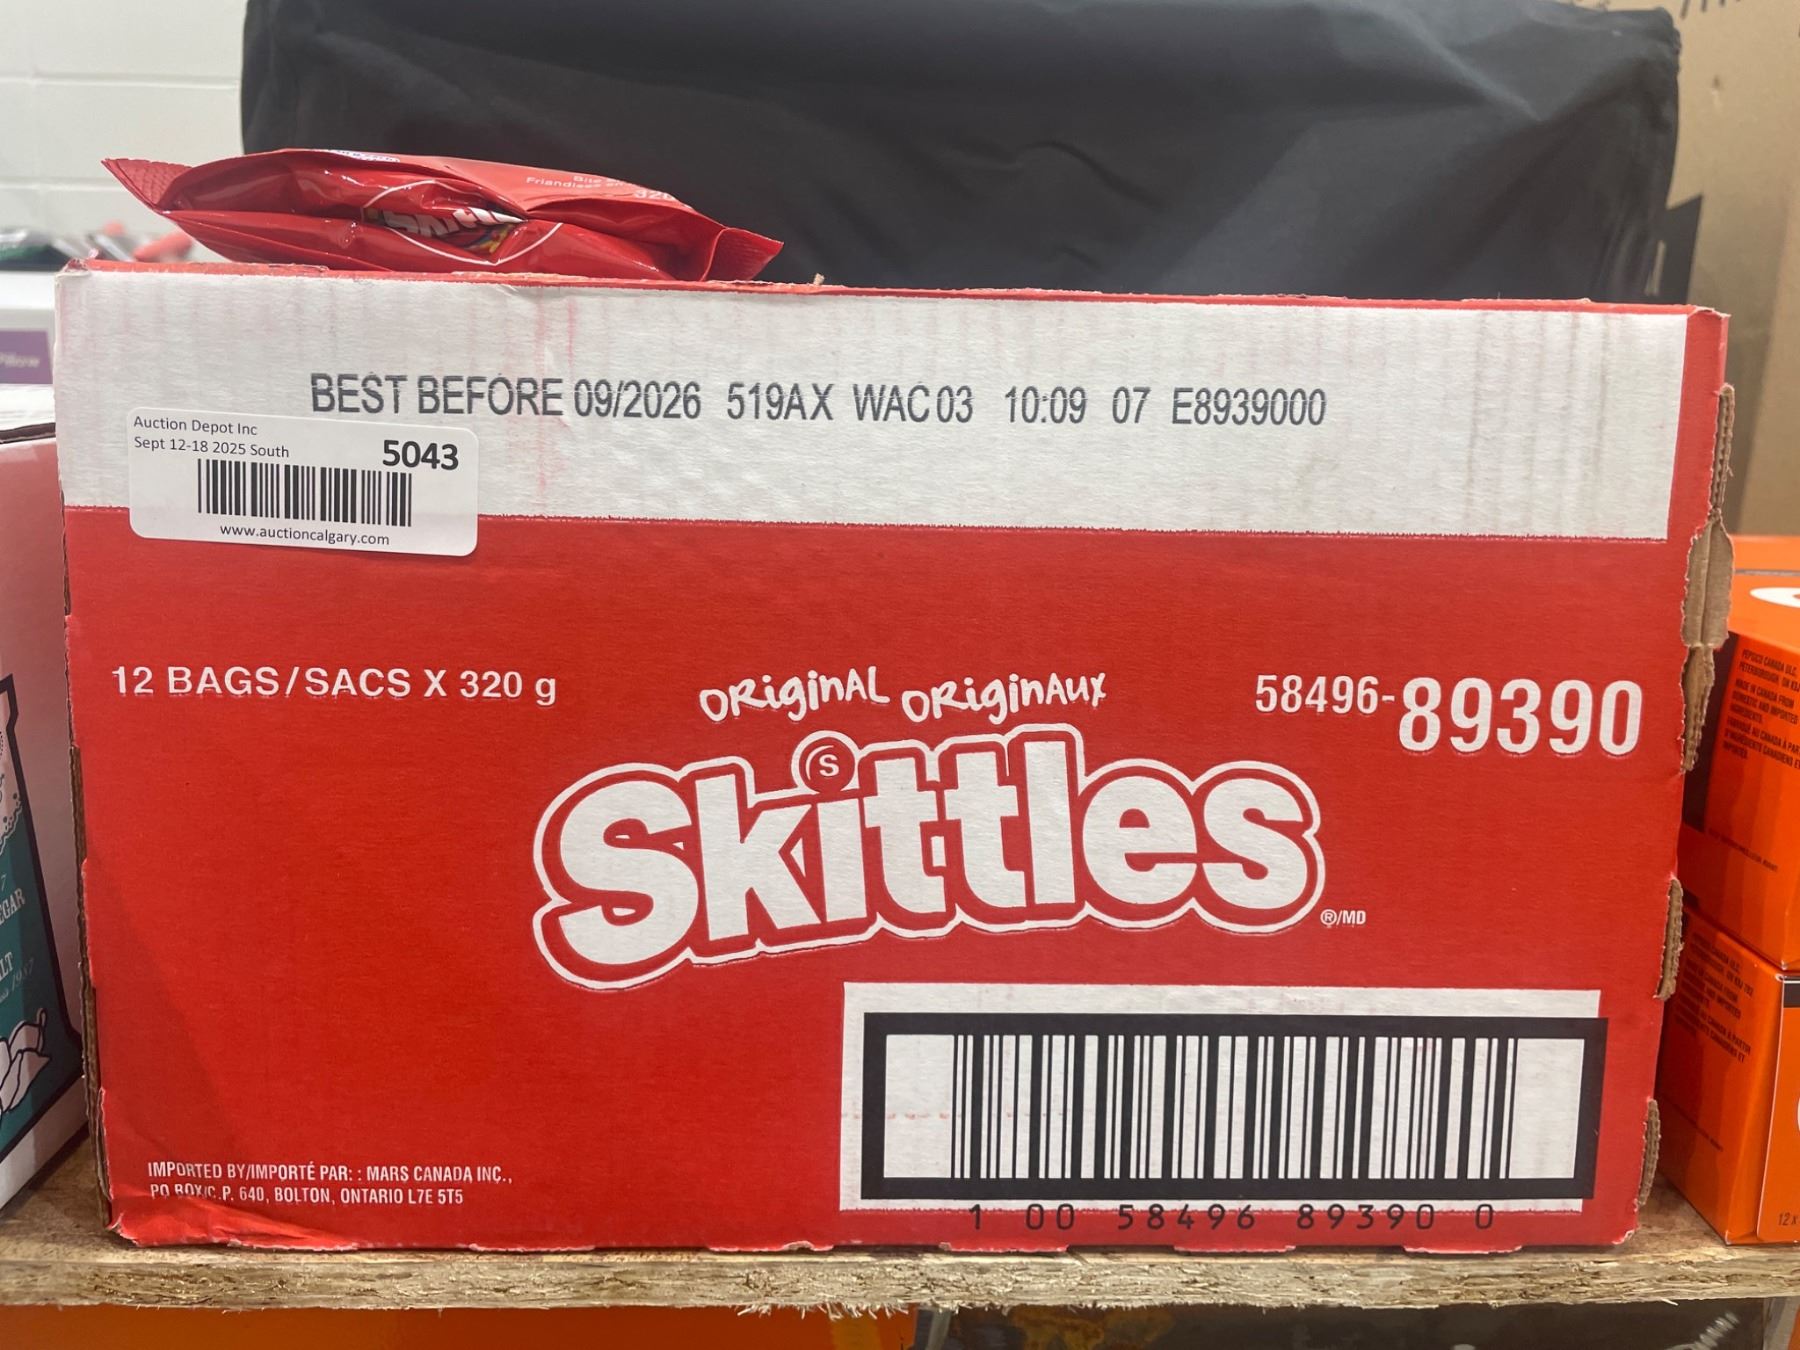 Skittles
320
BEST BEFORE 09/2026 519AX WAC03 10:09 07 E8939000
Auction Depot Inc
Sept 12-18 2025 South
5043
www.auctioncalgary.com
12 BAGS/SACS X 320 g
ORiginAL ORiginAUX
58496-89390
Skittles
®/MD
IMPORTED BY/IMPORTÉ PAR: : MARS CANADA INC.,
PO BOX/C.P. 640, BOLTON, ONTARIO L7E 5T5
1 00 58496 89390 0